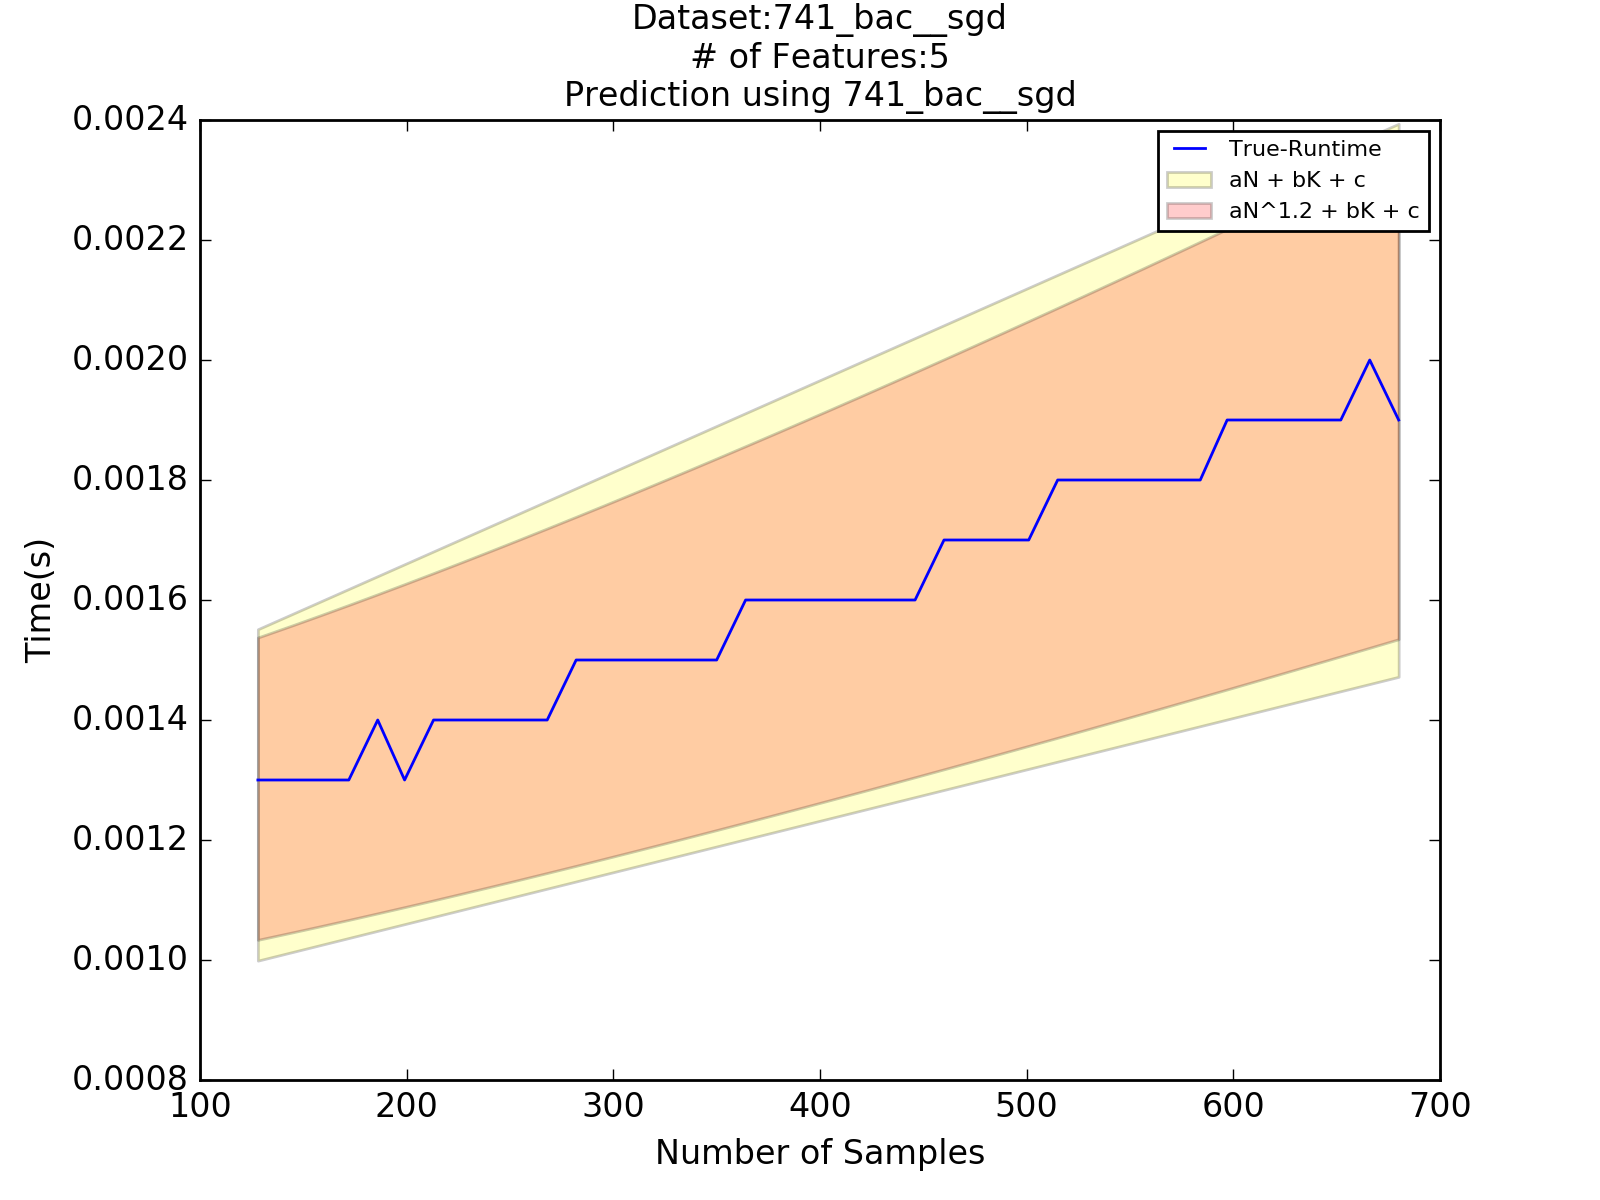 Dataset:741_bac__sgd
# of Features:5
Prediction using 741_bac__sgd
True-Runtime
aN + bK + c
aN^1.2 + bK + c
0.0024
0.0022
0.0020
0.0018
0.0016
0.0014
0.0012
0.0010
0.0008
Time(s)
100 200 300 400 500 600 700
Number of Samples